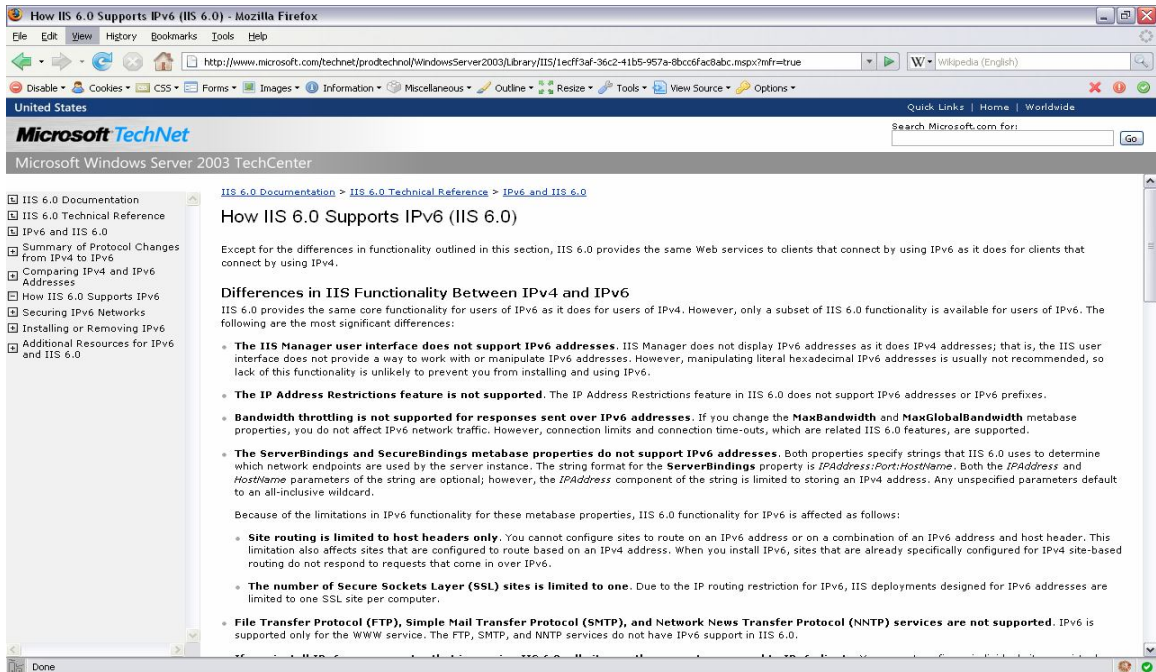 How IIS 6.0 Supports IPv6 (IIS 6.0) - Mozilla Firefox
File Edit View History Bookmarks Tools Help
http://www.microsoft.com/technet/prodtechnol/WindowsServer2003/Library/IIS/1ecff3af-36c2-41b5-957a-8bcc6fac8abc.mspx?mfr=true
W Wikipedia (English)
Disable Cookies CSS Forms Images Information Miscellaneous Outline Resize Tools View Source Options
United States
Quick Links | Home | Worldwide
Microsoft TechNet
Search Microsoft.com for:
Go
Microsoft Windows Server 2003 TechCenter
IIS 6.0 Documentation
IIS 6.0 Technical Reference
IPv6 and IIS 6.0
Summary of Protocol Changes
from IPv4 to IPv6
Comparing IPv4 and IPv6
Addresses
How IIS 6.0 Supports IPv6
Securing IPv6 Networks
Installing or Removing IPv6
Additional Resources for IPv6
and IIS 6.0
IIS 6.0 Documentation > IIS 6.0 Technical Reference > IPv6 and IIS 6.0
How IIS 6.0 Supports IPv6 (IIS 6.0)
Except for the differences in functionality outlined in this section, IIS 6.0 provides the same Web services to clients that connect by using IPv6 as it does for clients that
connect by using IPv4.
Differences in IIS Functionality Between IPv4 and IPv6
IIS 6.0 provides the same core functionality for users of IPv6 as it does for users of IPv4. However, only a subset of IIS 6.0 functionality is available for users of IPv6. The
following are the most significant differences:
The IIS Manager user interface does not support IPv6 addresses. IIS Manager does not display IPv6 addresses as it does IPv4 addresses; that is, the IIS user
interface does not provide a way to work with or manipulate IPv6 addresses. However, manipulating literal hexadecimal IPv6 addresses is usually not recommended, so
lack of this functionality is unlikely to prevent you from installing and using IPv6.
The IP Address Restrictions feature is not supported. The IP Address Restrictions feature in IIS 6.0 does not support IPv6 addresses or IPv6 prefixes.
Bandwidth throttling is not supported for responses sent over IPv6 addresses. If you change the MaxBandwidth and MaxGlobalBandwidth metabase
properties, you do not affect IPv6 network traffic. However, connection limits and connection time-outs, which are related IIS 6.0 features, are supported.
The ServerBindings and SecureBindings metabase properties do not support IPv6 addresses. Both properties specify strings that IIS 6.0 uses to determine
which network endpoints are used by the server instance. The string format for the ServerBindings property is IPAddress:Port:HostName. Both the IPAddress and
HostName parameters of the string are optional; however, the IPAddress component of the string is limited to storing an IPv4 address. Any unspecified parameters default
to an all-inclusive wildcard.
Because of the limitations in IPv6 functionality for these metabase properties, IIS 6.0 functionality for IPv6 is affected as follows:
Site routing is limited to host headers only. You cannot configure sites to route on an IPv6 address or on a combination of an IPv6 address and host header. This
limitation also affects sites that are configured to route based on an IPv4 address. When you install IPv6, sites that are already specifically configured for IPv4 site-based
routing do not respond to requests that come in over IPv6.
The number of Secure Sockets Layer (SSL) sites is limited to one. Due to the IP routing restriction for IPv6, IIS deployments designed for IPv6 addresses are
limited to one SSL site per computer.
File Transfer Protocol (FTP), Simple Mail Transfer Protocol (SMTP), and Network News Transfer Protocol (NNTP) services are not supported. IPv6 is
supported only for the WWW service. The FTP, SMTP, and NNTP services do not have IPv6 support in IIS 6.0.
Done